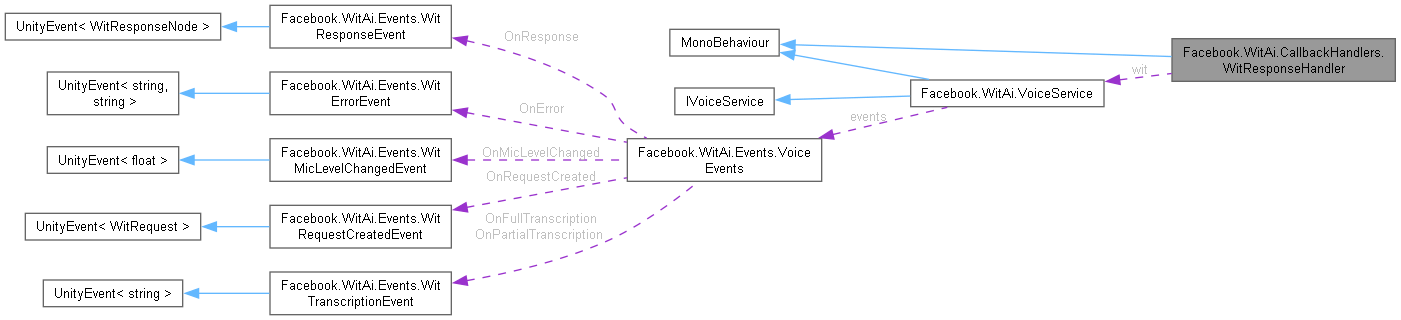 UnityEvent< WitResponseNode >
Facebook.WitAi.Events.Wit
ResponseEvent
OnResponse
UnityEvent< string,
string >
Facebook.WitAi.Events.Wit
ErrorEvent
OnError
UnityEvent< float >
Facebook.WitAi.Events.Wit
MicLevelChangedEvent
OnMicLevelChanged
UnityEvent< WitRequest >
Facebook.WitAi.Events.Wit
RequestCreatedEvent
OnRequestCreated
UnityEvent< string >
Facebook.WitAi.Events.Wit
TranscriptionEvent
OnFullTranscription
OnPartialTranscription
Facebook.WitAi.Events.Voice
Events
events
MonoBehaviour
IVoiceService
Facebook.WitAi.VoiceService
wit
Facebook.WitAi.CallbackHandlers.
WitResponseHandler